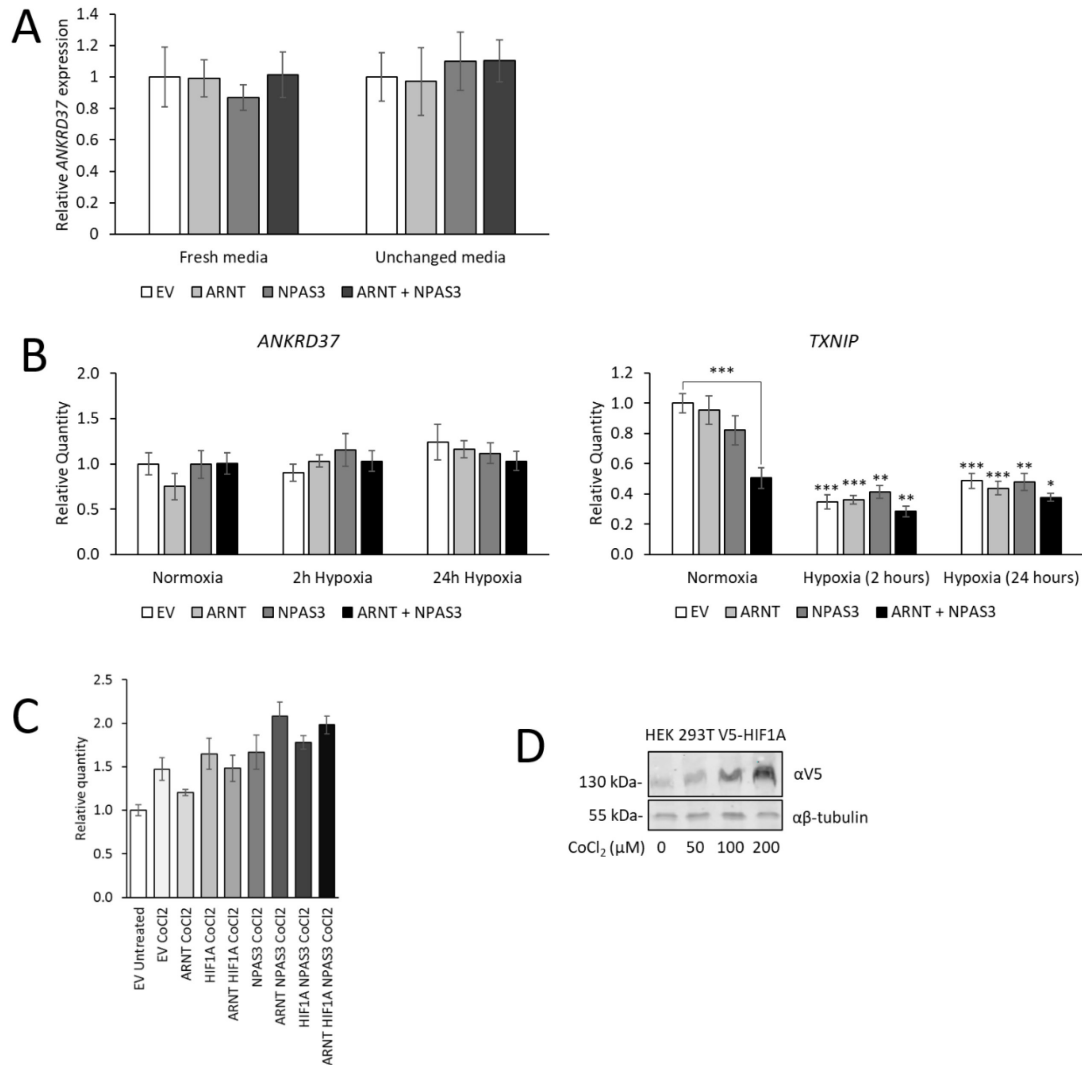 A
Relative ANKRD37 expression
1.4
1.2
1
0.8
0.6
0.4
0.2
0
Fresh media
Unchanged media
EV ARNT NPAS3 ARNT + NPAS3
B
ANKRD37
Relative Quantity
2.0
1.5
1.0
0.5
0.0
Normoxia
2h Hypoxia
24h Hypoxia
EV ARNT NPAS3 ARNT + NPAS3
TXNIP
Relative Quantity
1.2
1.0
0.8
0.6
0.4
0.2
0.0
***
*** *** ** **
*** *** ** *
Normoxia
Hypoxia (2 hours)
Hypoxia (24 hours)
EV ARNT NPAS3 ARNT + NPAS3
C
Relative quantity
2.5
2.0
1.5
1.0
0.5
0.0
EV Untreated
EV CoCl2
ARNT CoCl2
HIF1A CoCl2
ARNT HIF1A CoCl2
NPAS3 CoCl2
ARNT NPAS3 CoCl2
HIF1A NPAS3 CoCl2
ARNT HIF1A NPAS3 CoCl2
D
HEK 293T V5-HIF1A
130 kDa-
αV5
55 kDa-
αβ-tubulin
CoCl₂ (μM) 0 50 100 200